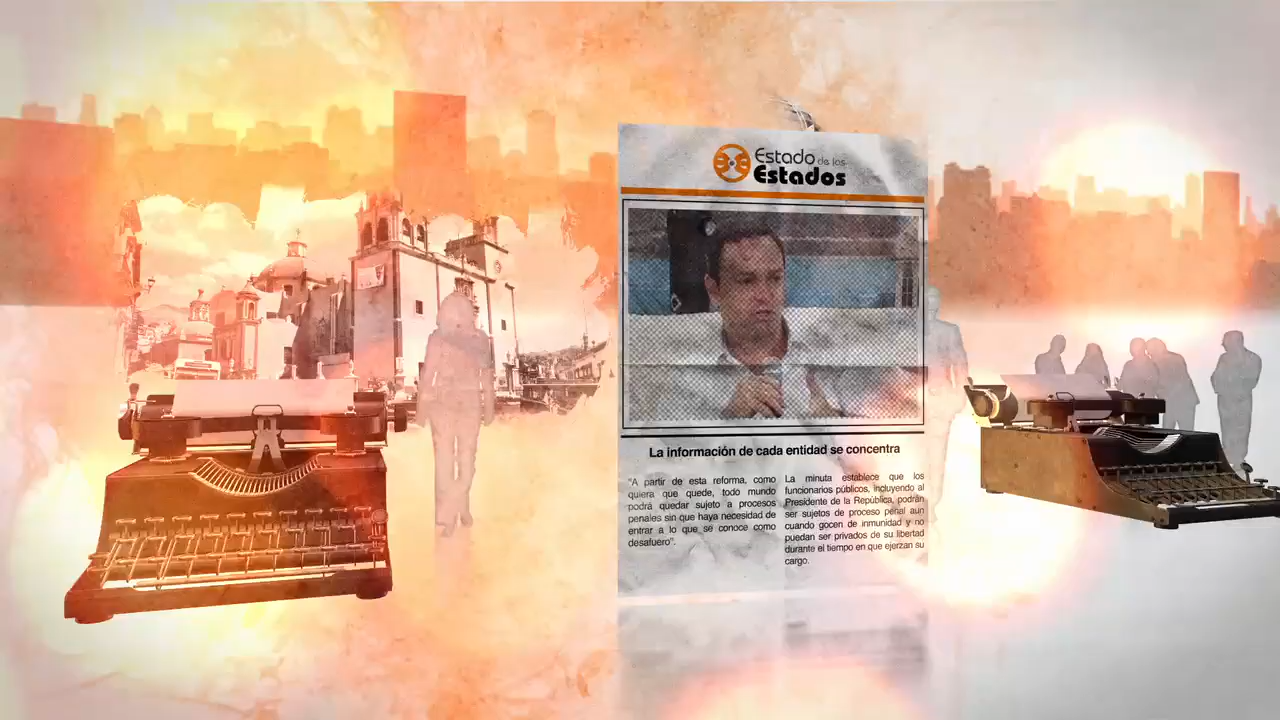 Estado de los
Estados
La información de cada entidad se concentra
"A partir de esta reforma, como
quiera que quede, todo mundo
podrá quedar sujeto a procesos
penales sin que haya necesidad de
entrar a lo que se conoce como
desafuero".
La minuta establece que los
funcionarios públicos, incluyendo al
Presidente de la República, podrán
ser sujetos de proceso penal aun
cuando gocen de inmunidad y no
puedan ser privados de su libertad
durante el tiempo en que ejerzan su
cargo.